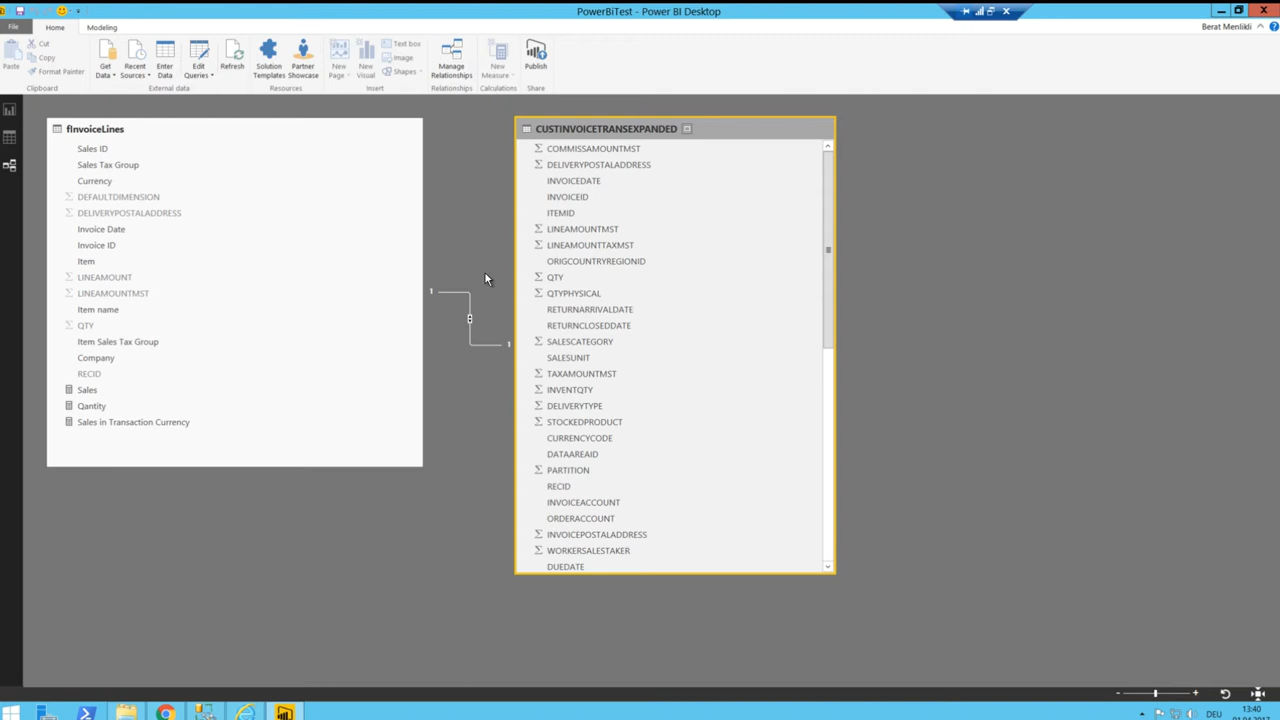 PowerBiTest - Power BI Desktop
File
Home
Modeling
Berat Menlikli
Paste
Cut
Copy
Format Painter
Get Data
Recent Sources
Enter Data
Edit Queries
Refresh
Solution Templates
Partner Showcase
New Page
New Visual
Text box
Image
Shapes
Manage Relationships
New Measure
Publish
Clipboard
External data
Resources
Insert
Relationships
Calculations
Share
fInvoiceLines
Sales ID
Sales Tax Group
Currency
DEFAULTDIMENSION
DELIVERYPOSTALADDRESS
Invoice Date
Invoice ID
Item
LINEAMOUNT
LINEAMOUNTMST
Item name
QTY
Item Sales Tax Group
Company
RECID
Sales
Qantity
Sales in Transaction Currency
1
1
CUSTINVOICETRANSEXPANDED
COMMISSAMOUNTMST
DELIVERYPOSTALADDRESS
INVOICEDATE
INVOICEID
ITEMID
LINEAMOUNTMST
LINEAMOUNTTAXMST
ORIGCOUNTRYREGIONID
QTY
QTYPHYSICAL
RETURNARRIVALDATE
RETURNCLOSEDDATE
SALESCATEGORY
SALESUNIT
TAXAMOUNTMST
INVENTQTY
DELIVERYTYPE
STOCKEDPRODUCT
CURRENCYCODE
DATAAREAID
PARTITION
RECID
INVOICEACCOUNT
ORDERACCOUNT
INVOICEPOSTALADDRESS
WORKERSALESTAKER
DUEDATE
DEU
13:40
01.04.2017